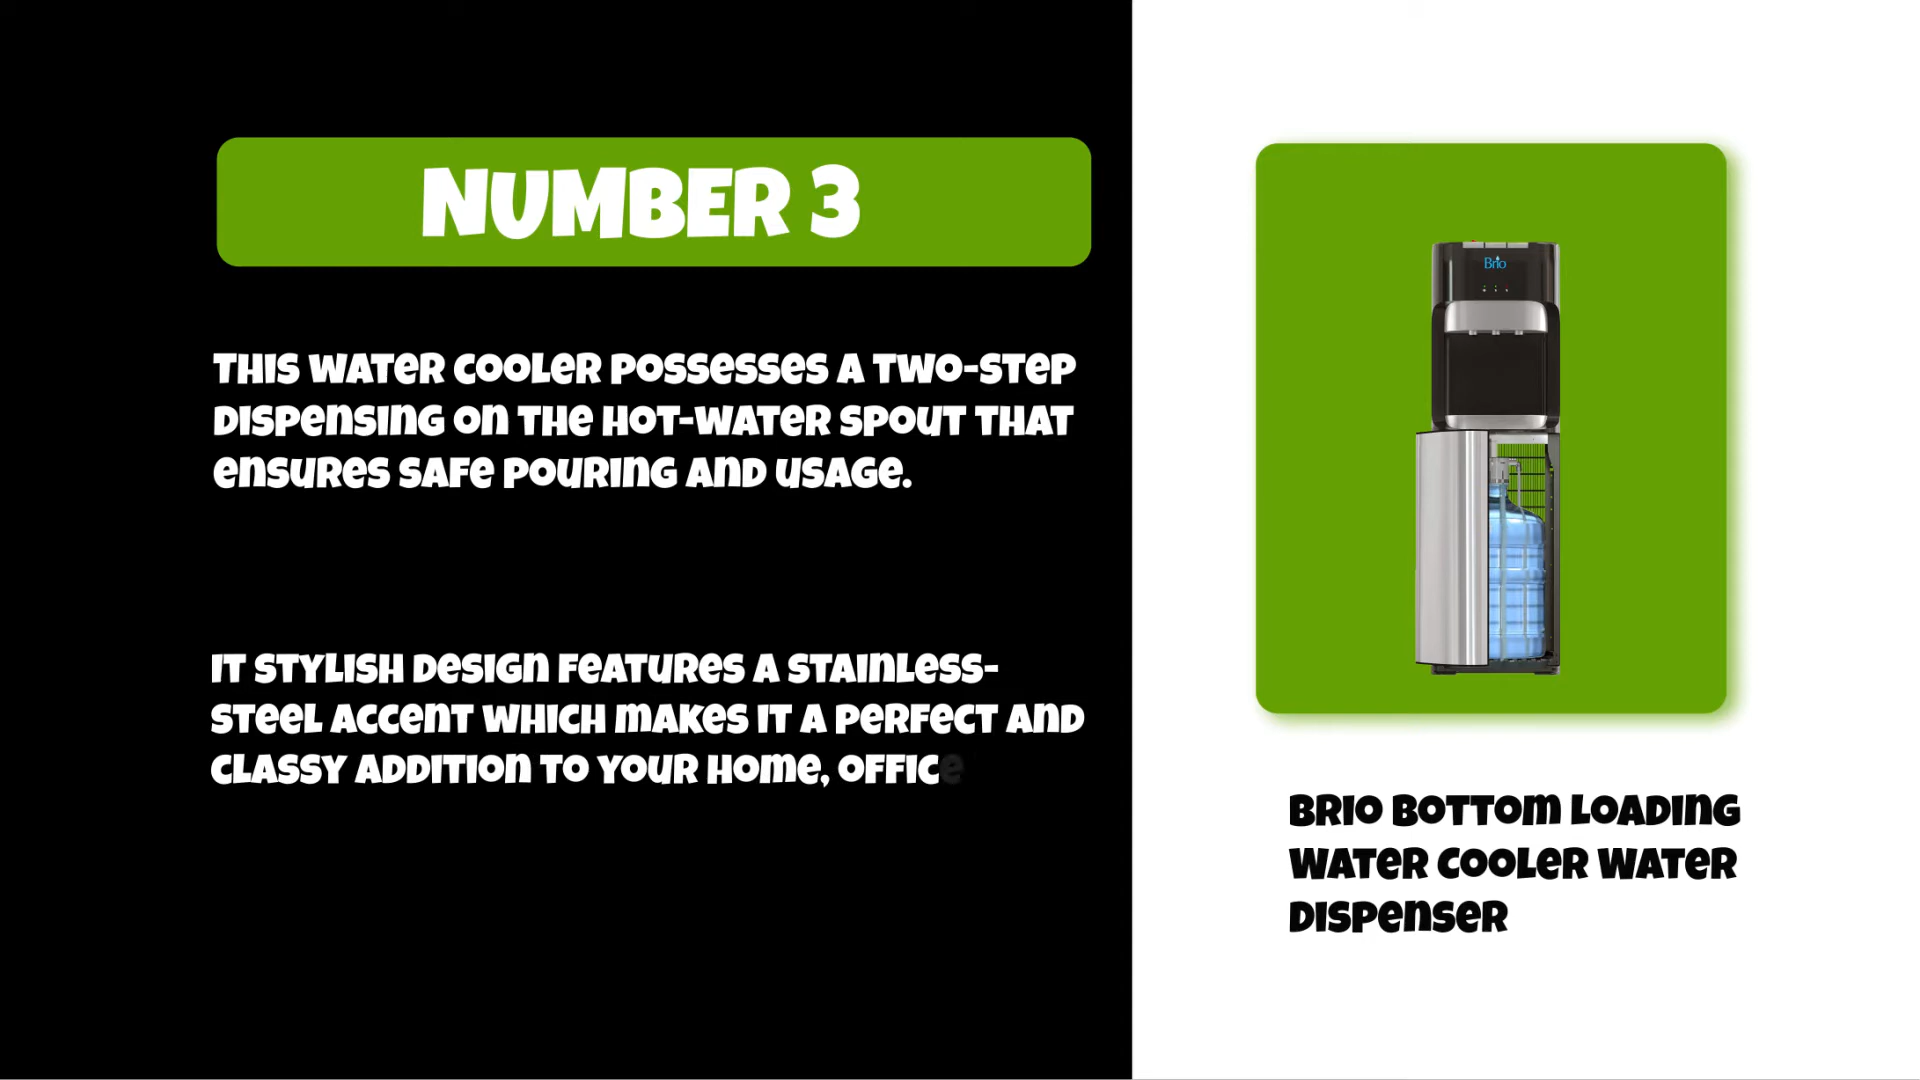 NUMBER 3
THIS WATER COOLER POSSESSES A TWO-STEP
DISPENSING ON THE HOT-WATER SPOUT THAT
ENSURES SAFE POURING AND USAGE.
IT STYLISH DESIGN FEATURES A STAINLESS-
STEEL ACCENT WHICH MAKES IT A PERFECT AND
CLASSY ADDITION TO YOUR HOME, OFFICE
Brio
BRIO BOTTOM LOADING
WATER COOLER WATER
DISPENSER